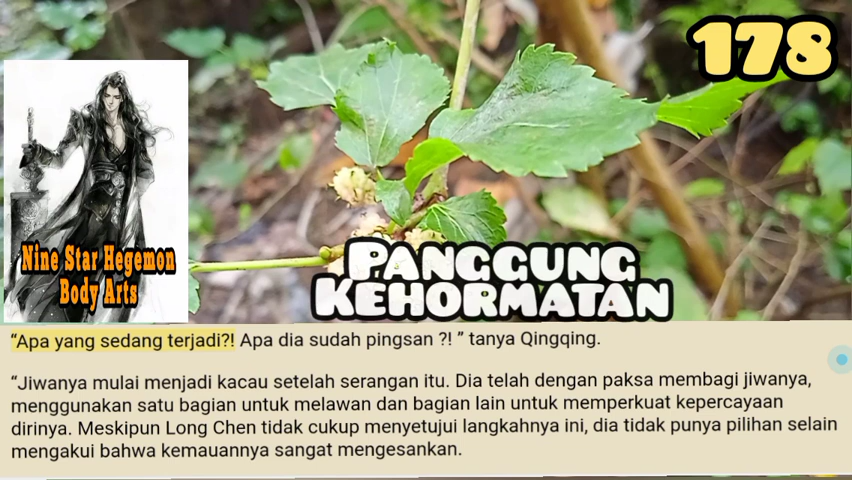 178
Nine Star Hegemon
Body Arts
PANGGUNG
KEHORMATAN
“Apa yang sedang terjadi?! Apa dia sudah pingsan ?! ” tanya Qingqing.
“Jiwanya mulai menjadi kacau setelah serangan itu. Dia telah dengan paksa membagi jiwanya,
menggunakan satu bagian untuk melawan dan bagian lain untuk memperkuat kepercayaan
dirinya. Meskipun Long Chen tidak cukup menyetujui langkahnya ini, dia tidak punya pilihan selain
mengakui bahwa kemauannya sangat mengesankan.